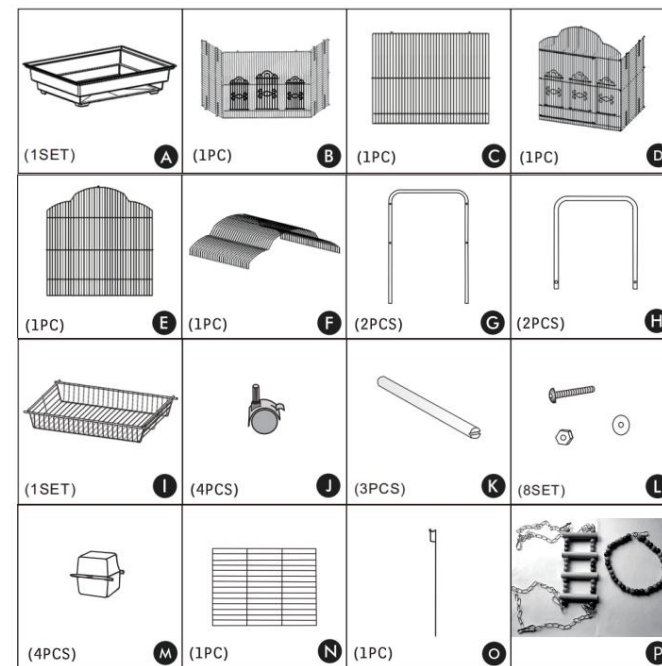 (1SET) A
(1PC) B
(1PC) C
(1PC) D
(1PC) E
(1PC) F
(2PCS) G
(2PCS) H
(1SET) I
(4PCS) J
(3PCS) K
(8SET) L
(4PCS) M
(1PC) N
(1PC) O
P